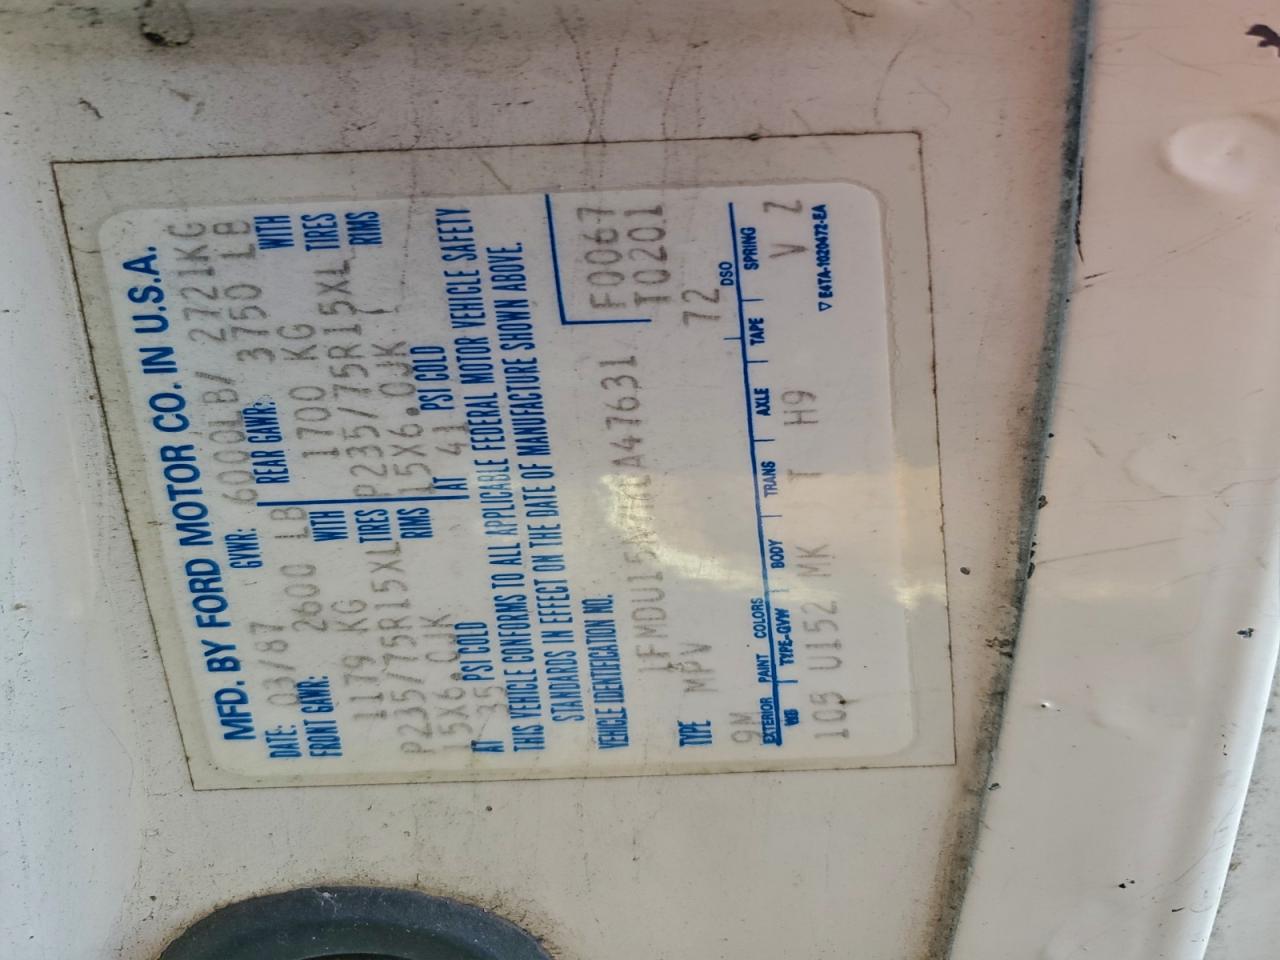 MFD. BY FORD MOTOR CO. IN U.S.A.
DATE: 03/87 GVWR: 6000LB/ 2721KG
FRONT GAWR: 2600 LB REAR GAWR: 3750 LB
1179 KG WITH 1700 KG WITH
P235/75R15XL TIRES P235/75R15XL TIRES
15X6.0JK RIMS 15X6.0JK RIMS
AT 35 PSI COLD AT 41 PSI COLD
THIS VEHICLE CONFORMS TO ALL APPLICABLE FEDERAL MOTOR VEHICLE SAFETY
STANDARDS IN EFFECT ON THE DATE OF MANUFACTURE SHOWN ABOVE.
VEHICLE IDENTIFICATION NO.
F0067
T0201
TYPE MPV
72
9M DSO
EXTERIOR PAINT COLORS
WB TYPE-GVW BODY TRANS AXLE TAPE SPRING
105 U152 MK T H9 V Z
▽ E47A-1020472-EA